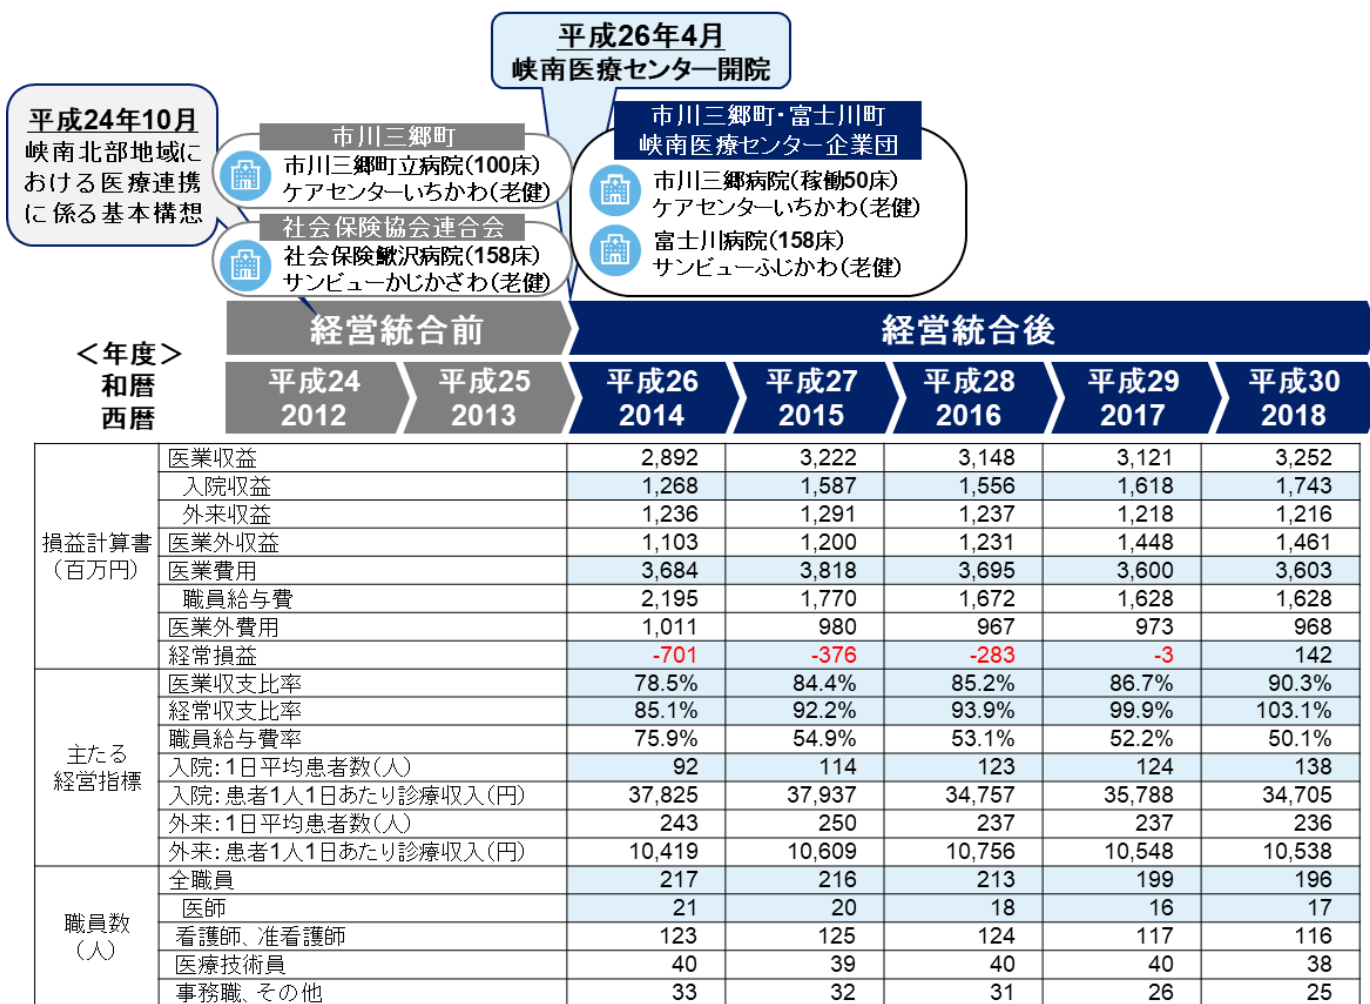 平成26年4月
峡南医療センター開院
平成24年10月
峡南北部地域に
おける医療連携
に係る基本構想
市川三郷町
市川三郷町立病院(100床)
ケアセンターいちかわ(老健)
社会保険協会連合会
社会保険鰍沢病院(158床)
サンビューかじかざわ(老健)
市川三郷町・富士川町
峡南医療センター企業団
市川三郷病院(稼働50床)
ケアセンターいちかわ(老健)
富士川病院(158床)
サンビューふじかわ(老健)
経営統合前
経営統合後
＜年度＞
和暦
西暦
平成24 平成25 平成26 平成27 平成28 平成29 平成30
2012 2013 2014 2015 2016 2017 2018
損益計算書
（百万円）
医業収益 2,892 3,222 3,148 3,121 3,252
入院収益 1,268 1,587 1,556 1,618 1,743
外来収益 1,236 1,291 1,237 1,218 1,216
医業外収益 1,103 1,200 1,231 1,448 1,461
医業費用 3,684 3,818 3,695 3,600 3,603
職員給与費 2,195 1,770 1,672 1,628 1,628
医業外費用 1,011 980 967 973 968
経常損益 -701 -376 -283 -3 142
主たる
経営指標
医業収支比率 78.5% 84.4% 85.2% 86.7% 90.3%
経常収支比率 85.1% 92.2% 93.9% 99.9% 103.1%
職員給与費率 75.9% 54.9% 53.1% 52.2% 50.1%
入院：1日平均患者数（人） 92 114 123 124 138
入院：患者1人1日あたり診療収入（円） 37,825 37,937 34,757 35,788 34,705
外来：1日平均患者数（人） 243 250 237 237 236
外来：患者1人1日あたり診療収入（円） 10,419 10,609 10,756 10,548 10,538
職員数
（人）
全職員 217 216 213 199 196
医師 21 20 18 16 17
看護師、准看護師 123 125 124 117 116
医療技術員 40 39 40 40 38
事務職、その他 33 32 31 26 25